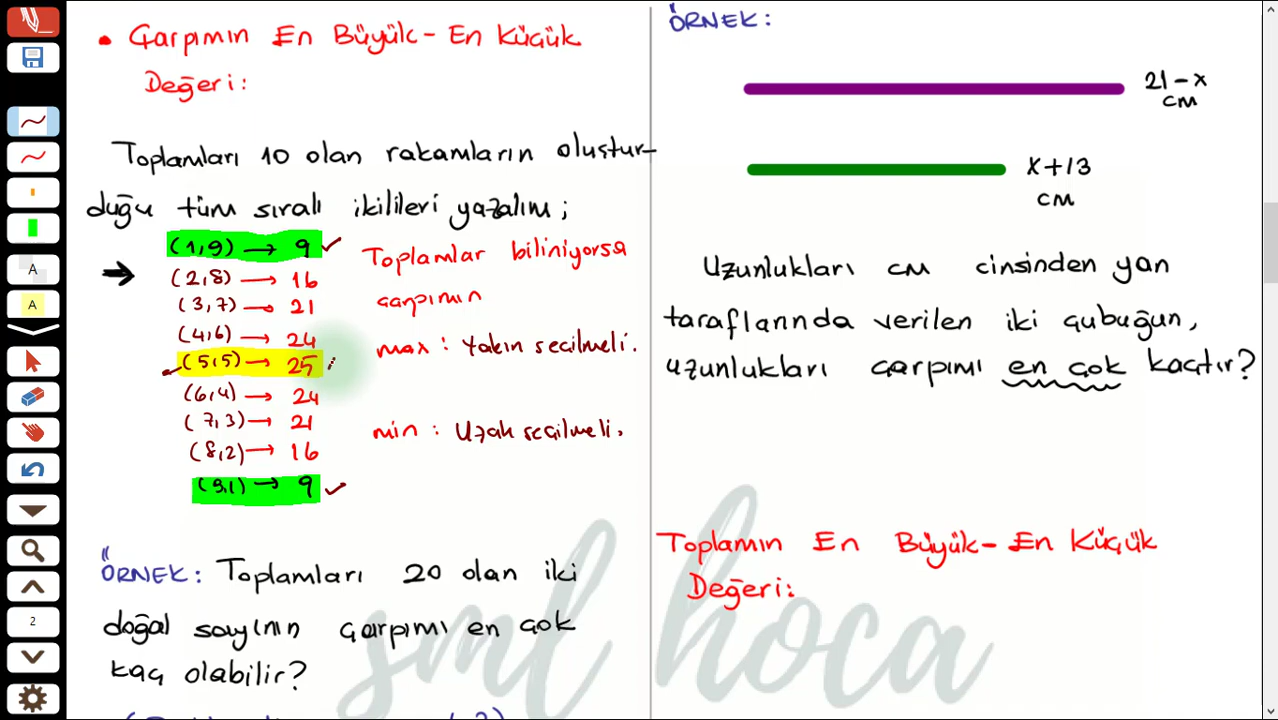 • Çarpımın En Büyük - En Küçük
Değeri:
Toplamları 10 olan rakamların oluştur-
duğu tüm sıralı ikilileri yazalım;
(1,9) → 9 ✓
(2,8) → 16
(3,7) → 21
(4,6) → 24
(5,5) → 25
(6,4) → 24
(7,3) → 21
(8,2) → 16
(9,1) → 9 ✓
Toplamlar biliniyorsa
çarpımın
max : Yakın seçilmeli.
min : Uzak seçilmeli.
ÖRNEK: Toplamları 20 olan iki
doğal sayının çarpımı en çok
kaç olabilir?
ÖRNEK:
21-x
cm
x+13
cm
Uzunlukları cm cinsinden yan
taraflarında verilen iki çubuğun,
uzunlukları çarpımı en çok kaçtır?
Toplamın En Büyük - En Küçük
Değeri:
sml hoca
A
A
2